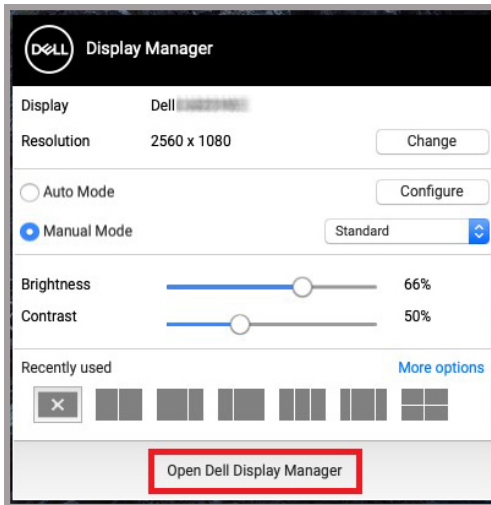 DELL Display Manager
Display Dell
Resolution 2560 x 1080 Change
Auto Mode Configure
Manual Mode Standard
Brightness 66%
Contrast 50%
Recently used More options
Open Dell Display Manager